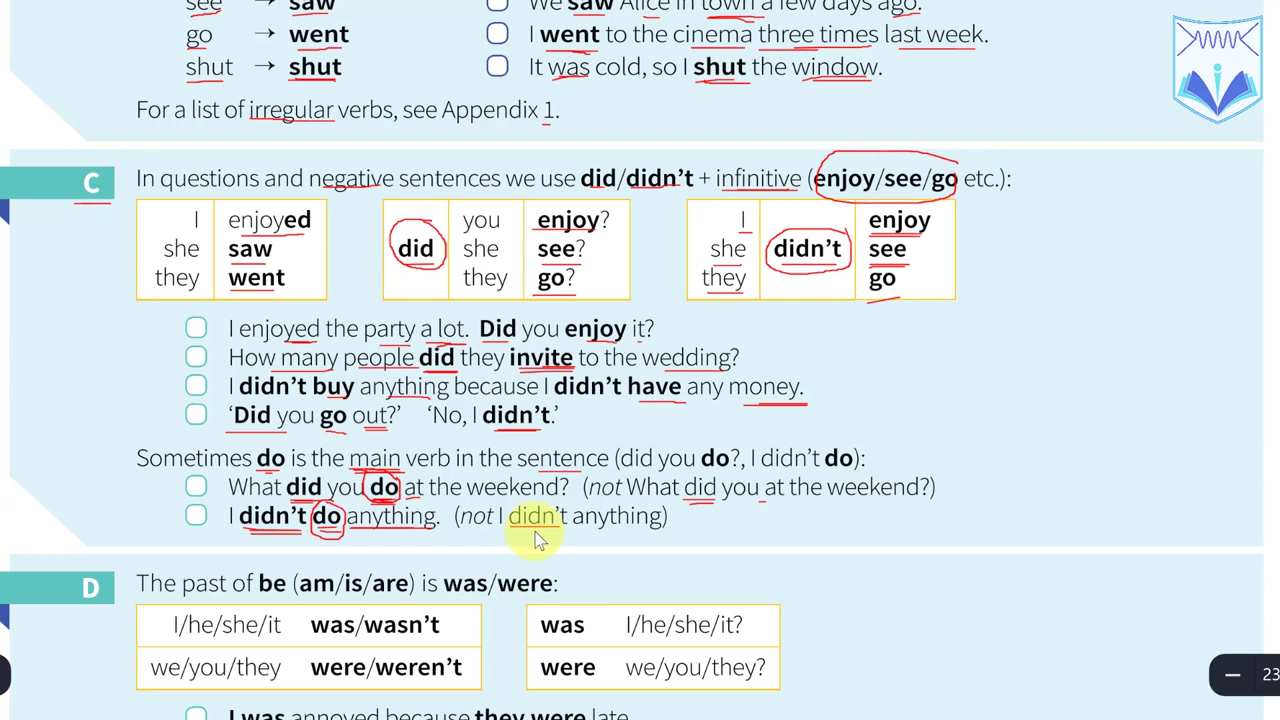 see → saw We saw Alice in town a few days ago.
go → went I went to the cinema three times last week.
shut → shut It was cold, so I shut the window.
For a list of irregular verbs, see Appendix 1.
C In questions and negative sentences we use did/didn't + infinitive (enjoy/see/go etc.):
I enjoyed you enjoy? I enjoy
she saw did she see? she didn't see
they went they go? they go
I enjoyed the party a lot. Did you enjoy it?
How many people did they invite to the wedding?
I didn't buy anything because I didn't have any money.
'Did you go out?' 'No, I didn't.'
Sometimes do is the main verb in the sentence (did you do?, I didn't do):
What did you do at the weekend? (not What did you at the weekend?)
I didn't do anything. (not I didn't anything)
D The past of be (am/is/are) is was/were:
I/he/she/it was/wasn't was I/he/she/it?
we/you/they were/weren't were we/you/they?
I was annoyed because they were late.
23